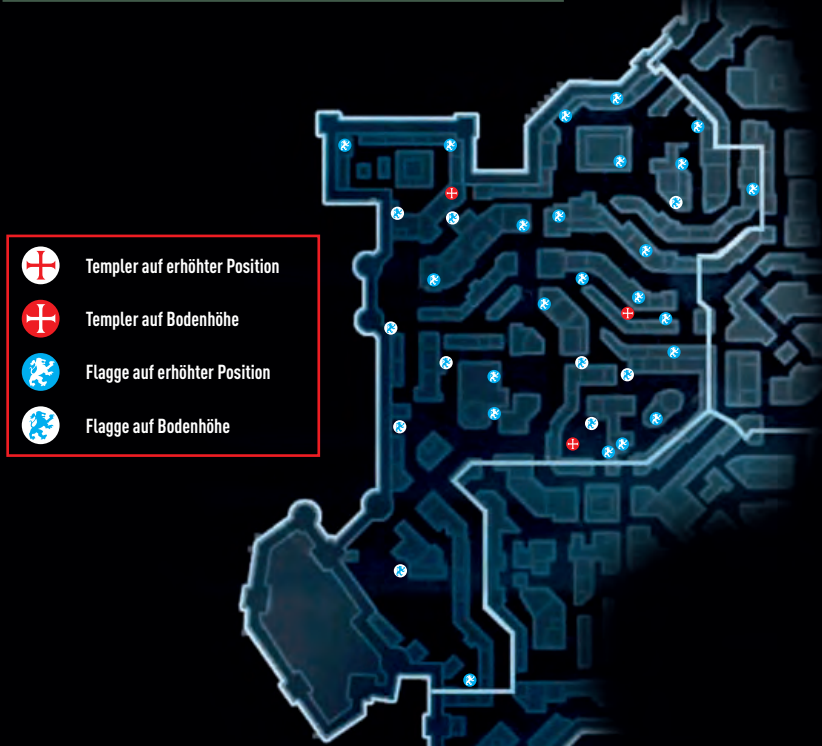 Templer auf erhöhter Position
Templer auf Bodenhöhe
Flagge auf erhöhter Position
Flagge auf Bodenhöhe